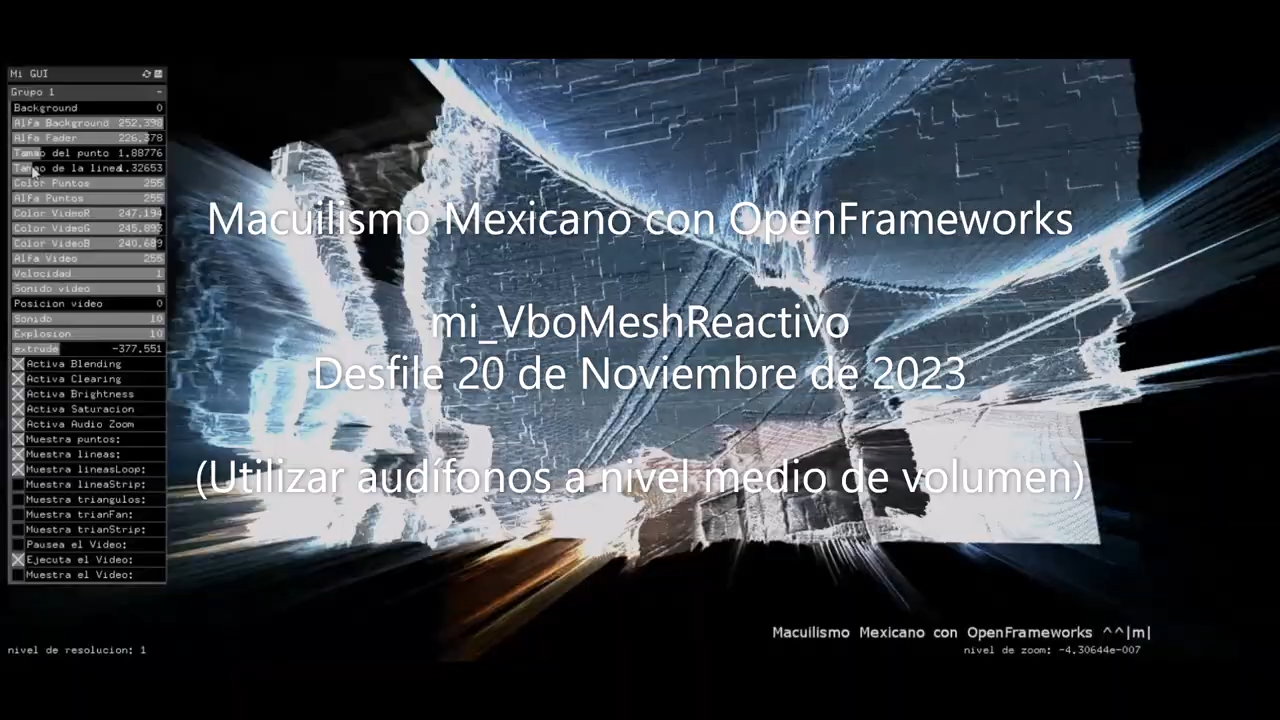 Mi GUI
Grupo 1 -
Background 0
Alfa Background 252,398
Alfa Fader 226,378
Tamao del punto 1.88776
de la linea 1.32653
Color Puntos 255
Alfa Puntos 255
Color VideoR 247,194
Color VideoG 245,893
Color VideoB 240,689
Alfa Video 255
Velocidad 1
Sonido video 1
Posicion video 0
Sonido 10
Explosion 10
extrude -377.551
Activa Blending
Activa Clearing
Activa Brightness
Activa Saturacion
Activa Audio Zoom
Muestra puntos:
Muestra lineas:
Muestra lineasLoop:
Muestra lineaStrip:
Muestra triangulos:
Muestra trianFan:
Muestra trianStrip:
Pausea el Video:
Ejecuta el Video:
Muestra el Video:
Macuilismo Mexicano con OpenFrameworks
mi_VboMeshReactivo
Desfile 20 de Noviembre de 2023
(Utilizar audífonos a nivel medio de volumen)
Macuilismo Mexicano con OpenFrameworks ^^|m|
nivel de resolucion: 1
nivel de zoom: -4.30644e-007